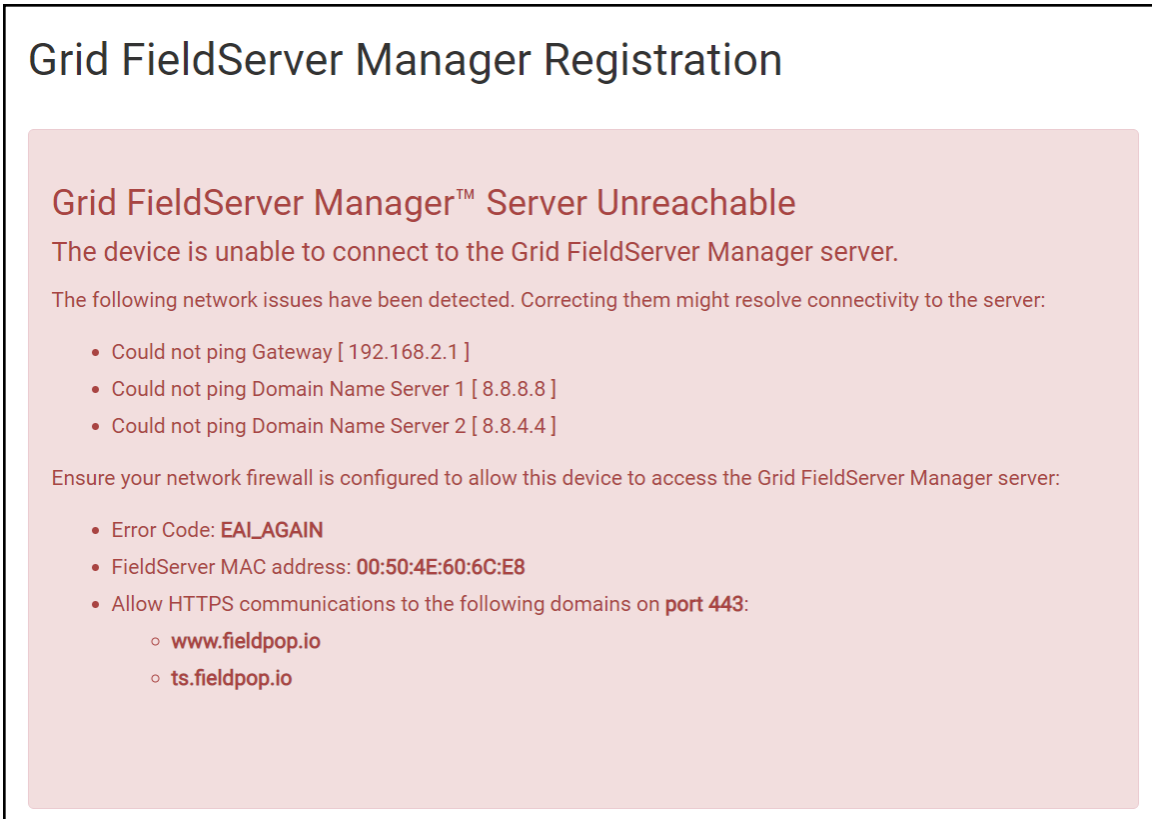 Grid FieldServer Manager Registration
Grid FieldServer Manager™ Server Unreachable
The device is unable to connect to the Grid FieldServer Manager server.
The following network issues have been detected. Correcting them might resolve connectivity to the server:
• Could not ping Gateway [ 192.168.2.1 ]
• Could not ping Domain Name Server 1 [ 8.8.8.8 ]
• Could not ping Domain Name Server 2 [ 8.8.4.4 ]
Ensure your network firewall is configured to allow this device to access the Grid FieldServer Manager server:
• Error Code: EAI_AGAIN
• FieldServer MAC address: 00:50:4E:60:6C:E8
• Allow HTTPS communications to the following domains on port 443:
◦ www.fieldpop.io
◦ ts.fieldpop.io